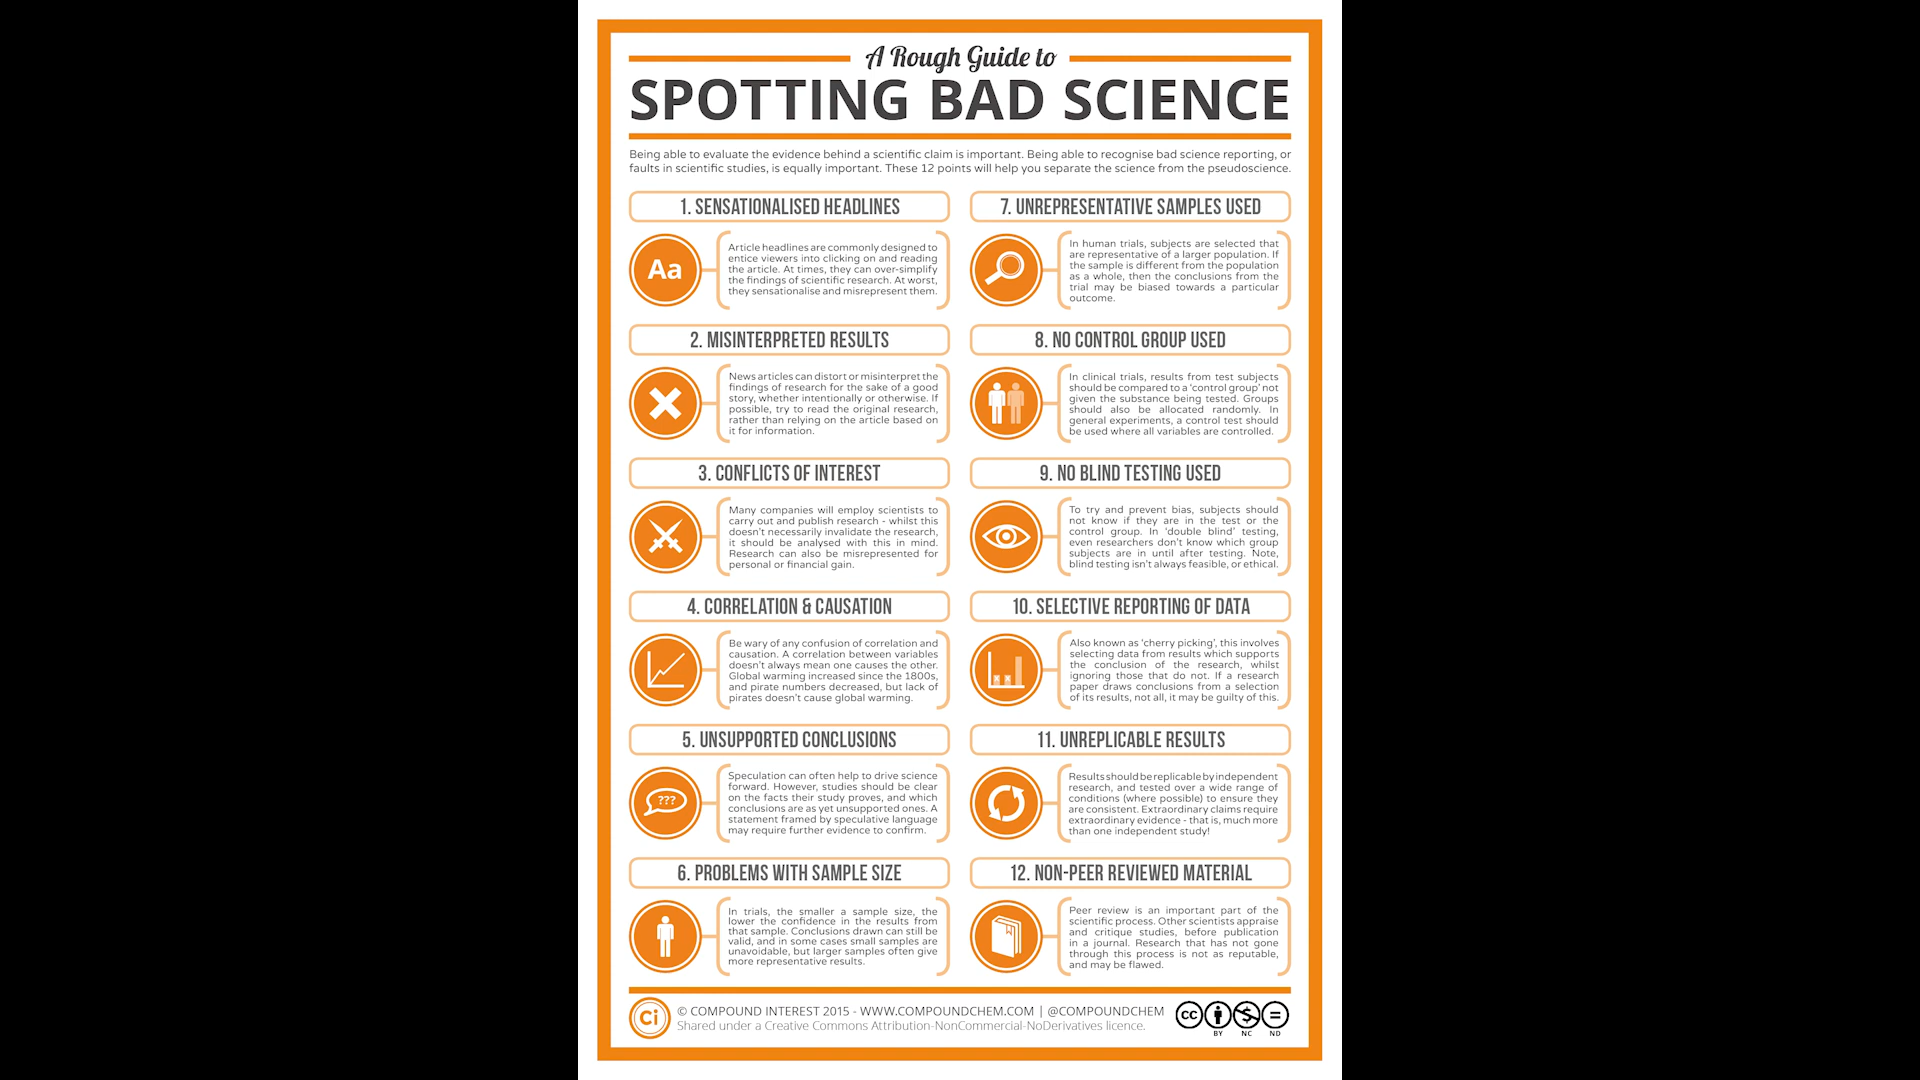 A Rough Guide to
SPOTTING BAD SCIENCE
Being able to evaluate the evidence behind a scientific claim is important. Being able to recognise bad science reporting, or
faults in scientific studies, is equally important. These 12 points will help you separate the science from the pseudoscience.
1. SENSATIONALISED HEADLINES
Aa
Article headlines are commonly designed to
entice viewers into clicking on and reading
the article. At times, they can over-simplify
the findings of scientific research. At worst,
they sensationalise and misrepresent them.
2. MISINTERPRETED RESULTS
News articles can distort or misinterpret the
findings of research for the sake of a good
story, whether intentionally or otherwise. If
possible, try to read the original research,
rather than relying on the article based on
it for information.
3. CONFLICTS OF INTEREST
Many companies will employ scientists to
carry out and publish research - whilst this
doesn't necessarily invalidate the research,
it should be analysed with this in mind.
Research can also be misrepresented for
personal or financial gain.
4. CORRELATION & CAUSATION
Be wary of any confusion of correlation and
causation. A correlation between variables
doesn't always mean one causes the other.
Global warming increased since the 1800s,
and pirate numbers decreased, but lack of
pirates doesn't cause global warming.
5. UNSUPPORTED CONCLUSIONS
???
Speculation can often help to drive science
forward. However, studies should be clear
on the facts their study proves, and which
conclusions are as yet unsupported ones. A
statement framed by speculative language
may require further evidence to confirm.
6. PROBLEMS WITH SAMPLE SIZE
In trials, the smaller a sample size, the
lower the confidence in the results from
that sample. Conclusions drawn can still be
valid, and in some cases small samples are
unavoidable, but larger samples often give
more representative results.
7. UNREPRESENTATIVE SAMPLES USED
In human trials, subjects are selected that
are representative of a larger population. If
the sample is different from the population
as a whole, then the conclusions from the
trial may be biased towards a particular
outcome.
8. NO CONTROL GROUP USED
In clinical trials, results from test subjects
should be compared to a 'control group' not
given the substance being tested. Groups
should also be allocated randomly. In
general experiments, a control test should
be used where all variables are controlled.
9. NO BLIND TESTING USED
To try and prevent bias, subjects should
not know if they are in the test or the
control group. In 'double blind' testing,
even researchers don't know which group
subjects are in until after testing. Note,
blind testing isn't always feasible, or ethical.
10. SELECTIVE REPORTING OF DATA
Also known as 'cherry picking', this involves
selecting data from results which supports
the conclusion of the research, whilst
ignoring those that do not. If a research
paper draws conclusions from a selection
of its results, not all, it may be guilty of this.
11. UNREPLICABLE RESULTS
Results should be replicable by independent
research, and tested over a wide range of
conditions (where possible) to ensure they
are consistent. Extraordinary claims require
extraordinary evidence - that is, much more
than one independent study!
12. NON-PEER REVIEWED MATERIAL
Peer review is an important part of the
scientific process. Other scientists appraise
and critique studies, before publication
in a journal. Research that has not gone
through this process is not as reputable,
and may be flawed.
Ci
© COMPOUND INTEREST 2015 - WWW.COMPOUNDCHEM.COM | @COMPOUNDCHEM
Shared under a Creative Commons Attribution-NonCommercial-NoDerivatives licence.
cc
BY NC ND